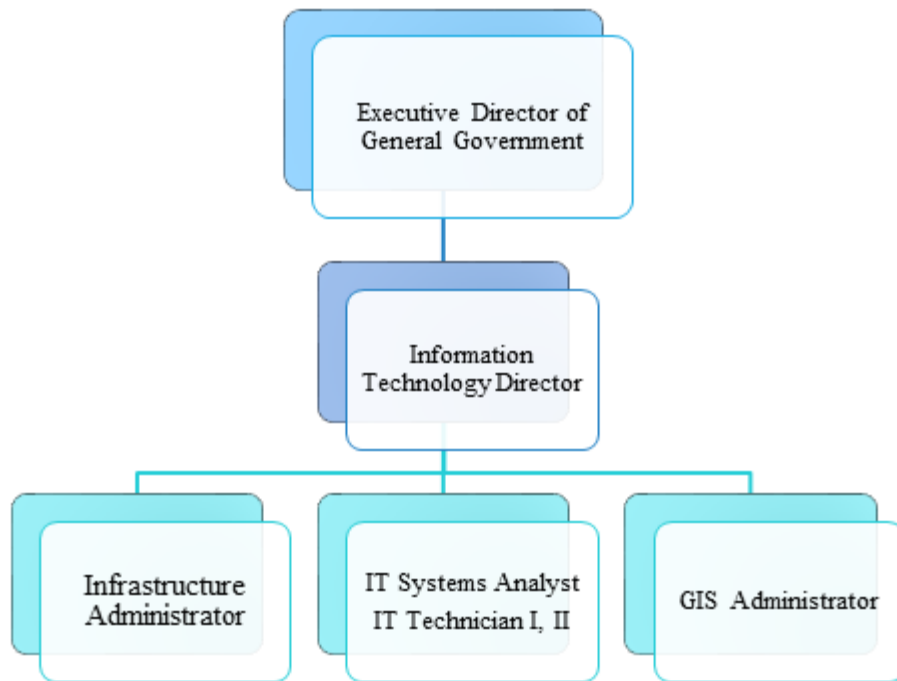 Executive Director of
General Government
Information
Technology Director
Infrastructure
Administrator
IT Systems Analyst
IT Technician I, II
GIS Administrator